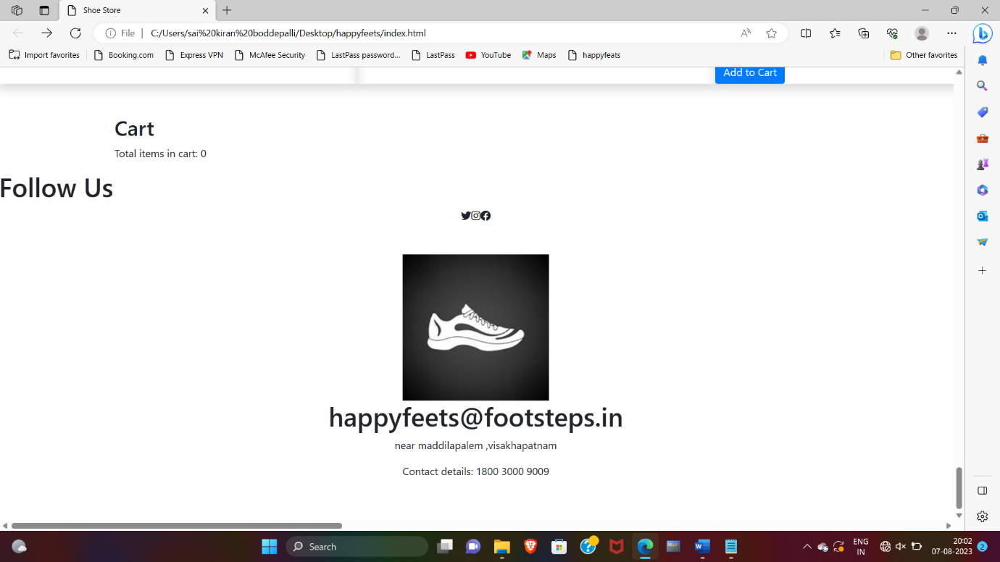 Shoe Store
File
C:/Users/sai%20kiran%20boddepalli/Desktop/happyfeets/index.html
Import favorites
Booking.com
Express VPN
McAfee Security
LastPass password...
LastPass
YouTube
Maps
happyfeats
Other favorites
Add to Cart
Cart
Total items in cart: 0
Follow Us
happyfeets@footsteps.in
near maddilapalem ,visakhapatnam
Contact details: 1800 3000 9009
Search
ENG
IN
20:02
07-08-2023
2